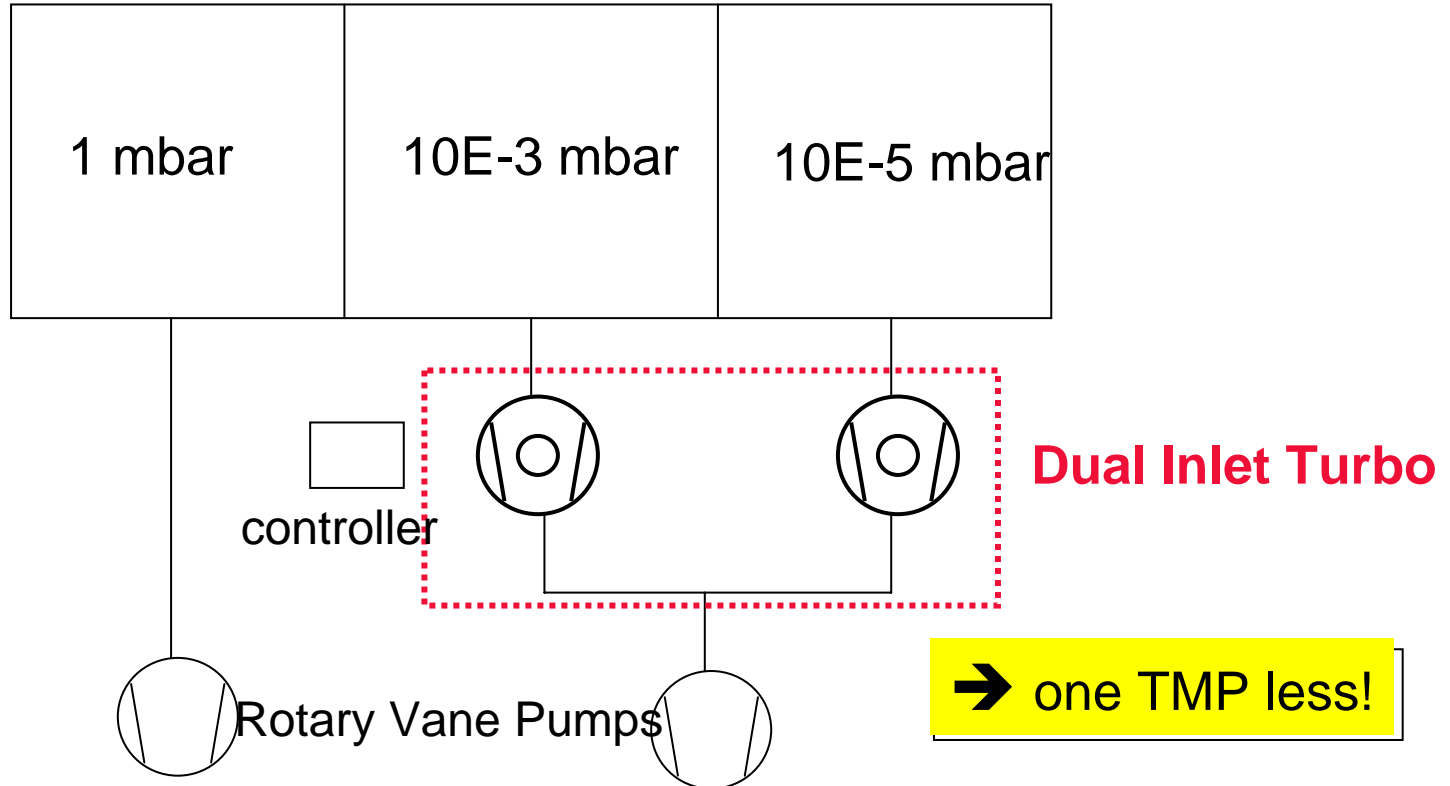 1 mbar
10E-3 mbar
10E-5 mbar
controller
Dual Inlet Turbo
Rotary Vane Pumps
➔ one TMP less!